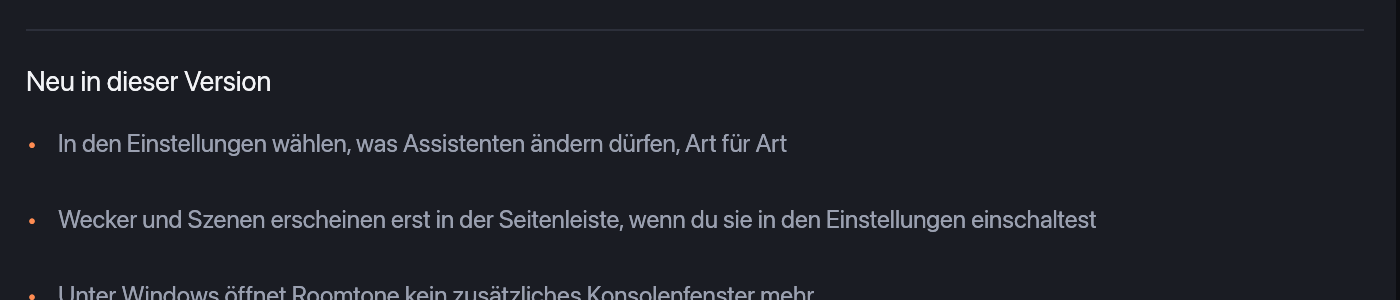 Neu in dieser Version
• In den Einstellungen wählen, was Assistenten ändern dürfen, Art für Art
• Wecker und Szenen erscheinen erst in der Seitenleiste, wenn du sie in den Einstellungen einschaltest
• Unter Windows öffnet Roomtone kein zusätzliches Konsolenfenster mehr